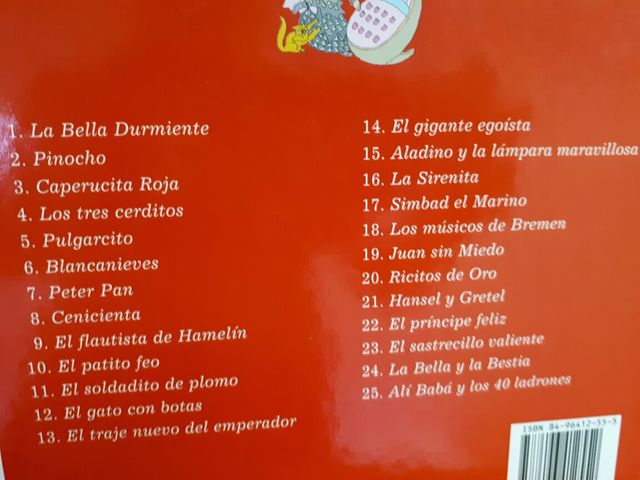 1. La Bella Durmiente
2. Pinocho
3. Caperucita Roja
4. Los tres cerditos
5. Pulgarcito
6. Blancanieves
7. Peter Pan
8. Cenicienta
9. El flautista de Hamelín
10. El patito feo
11. El soldadito de plomo
12. El gato con botas
13. El traje nuevo del emperador
14. El gigante egoísta
15. Aladino y la lámpara maravillosa
16. La Sirenita
17. Simbad el Marino
18. Los músicos de Bremen
19. Juan sin Miedo
20. Ricitos de Oro
21. Hansel y Gretel
22. El príncipe feliz
23. El sastrecillo valiente
24. La Bella y la Bestia
25. Alí Babá y los 40 ladrones
ISBN 84-96412-55-5